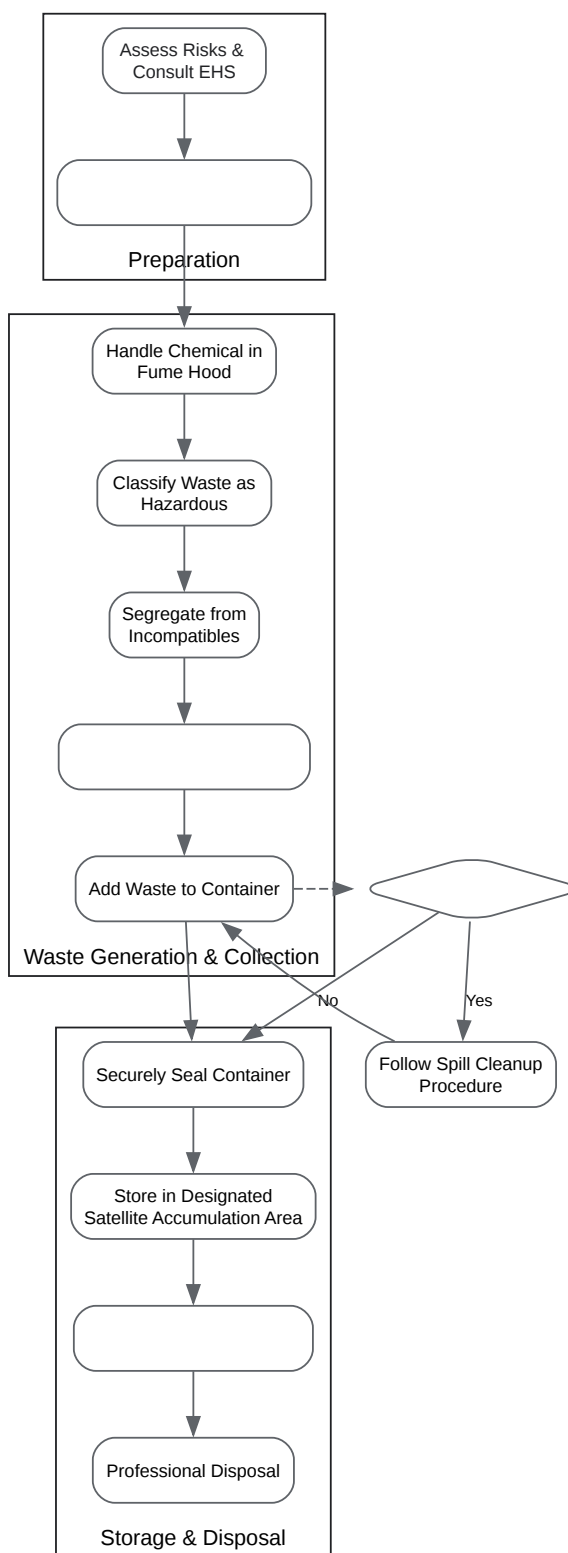 Assess Risks &
Consult EHS
Preparation
Handle Chemical in
Fume Hood
Classify Waste as
Hazardous
Segregate from
Incompatibles
Add Waste to Container
Waste Generation & Collection
No
Yes
Securely Seal Container
Follow Spill Cleanup
Procedure
Store in Designated
Satellite Accumulation Area
Professional Disposal
Storage & Disposal